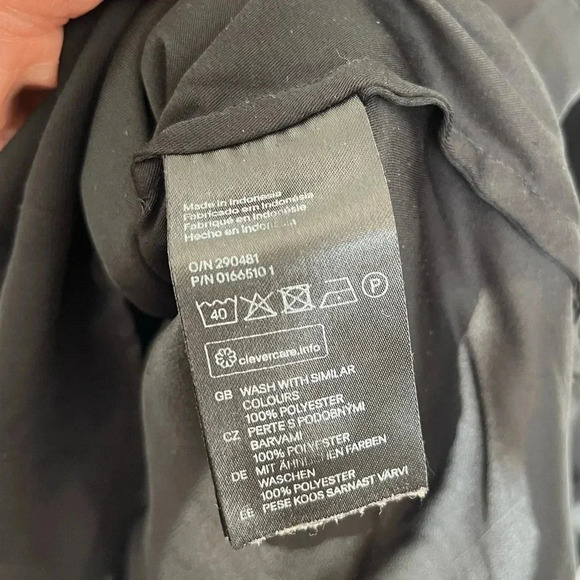 Made in Indonesia
Fabricado em Indonésia
Fabriqué en Indonésie
Hecho en Indonesia
O/N 290481
P/N 0166510 1
40 P
clevercare.info
GB WASH WITH SIMILAR
COLOURS
100% POLYESTER
CZ PERTE S PODOBNÝMI
BARVAMI
100% POLYESTER
DE MIT ÄHNLICHEN FARBEN
WASCHEN
100% POLYESTER
EE PESE KOOS SARNAST VÄRVI